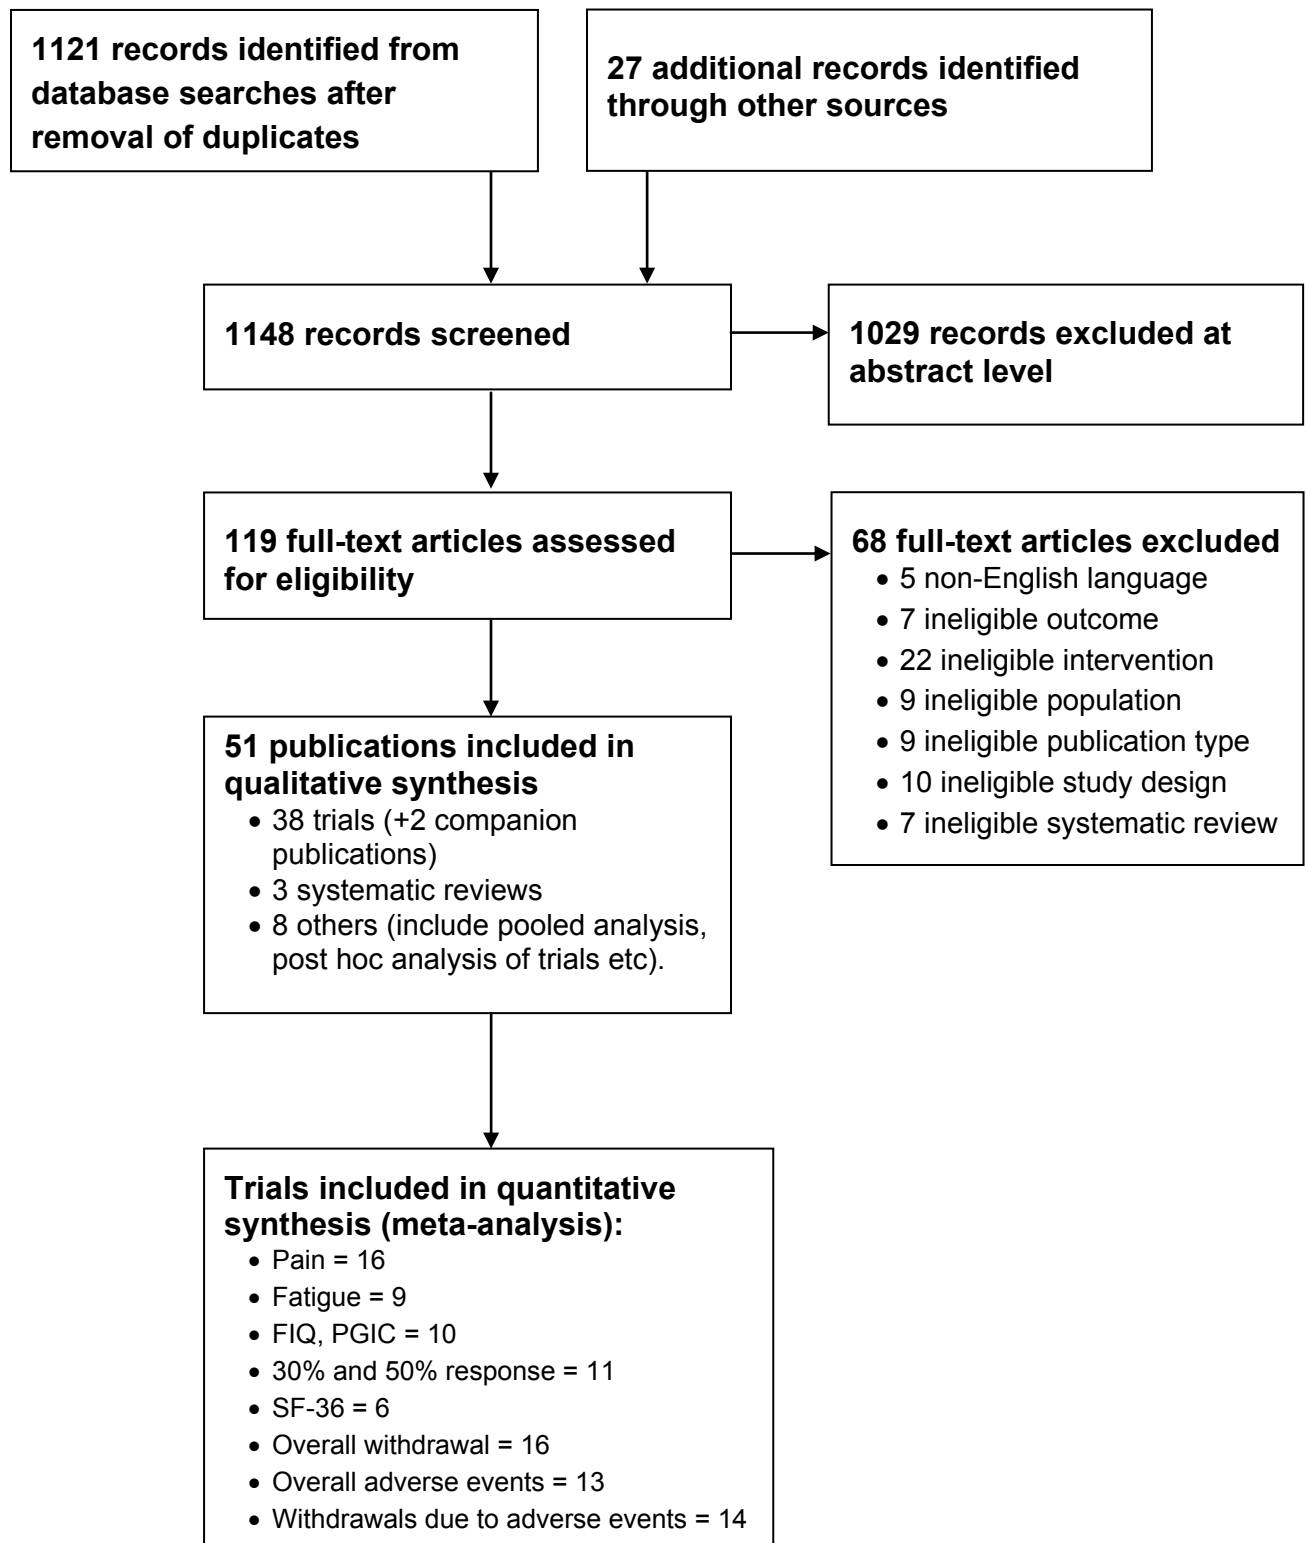 1121 records identified from
database searches after
removal of duplicates
27 additional records identified
through other sources
1148 records screened
1029 records excluded at
abstract level
119 full-text articles assessed
for eligibility
68 full-text articles excluded
• 5 non-English language
• 7 ineligible outcome
• 22 ineligible intervention
• 9 ineligible population
• 9 ineligible publication type
• 10 ineligible study design
• 7 ineligible systematic review
51 publications included in
qualitative synthesis
• 38 trials (+2 companion
publications)
• 3 systematic reviews
• 8 others (include pooled analysis,
post hoc analysis of trials etc).
Trials included in quantitative
synthesis (meta-analysis):
• Pain = 16
• Fatigue = 9
• FIQ, PGIC = 10
• 30% and 50% response = 11
• SF-36 = 6
• Overall withdrawal = 16
• Overall adverse events = 13
• Withdrawals due to adverse events = 14